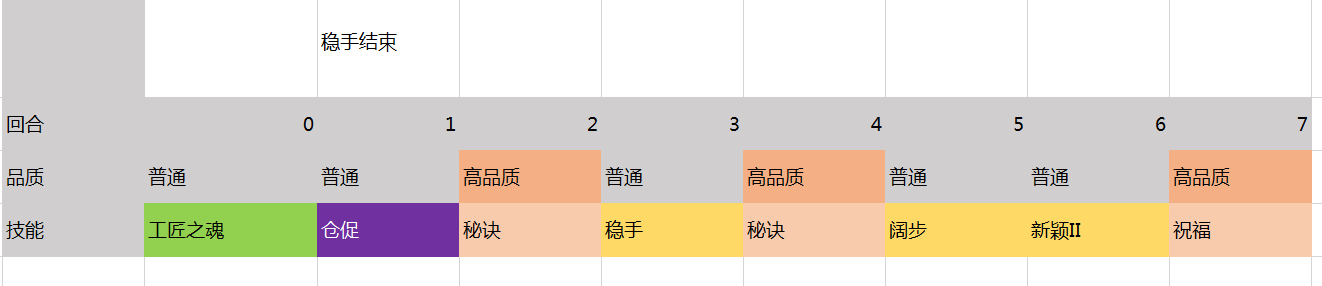 稳手结束
回合 0 1 2 3 4 5 6 7
品质 普通 普通 高品质 普通 高品质 普通 普通 高品质
技能 工匠之魂 仓促 秘诀 稳手 秘诀 阔步 新颖II 祝福